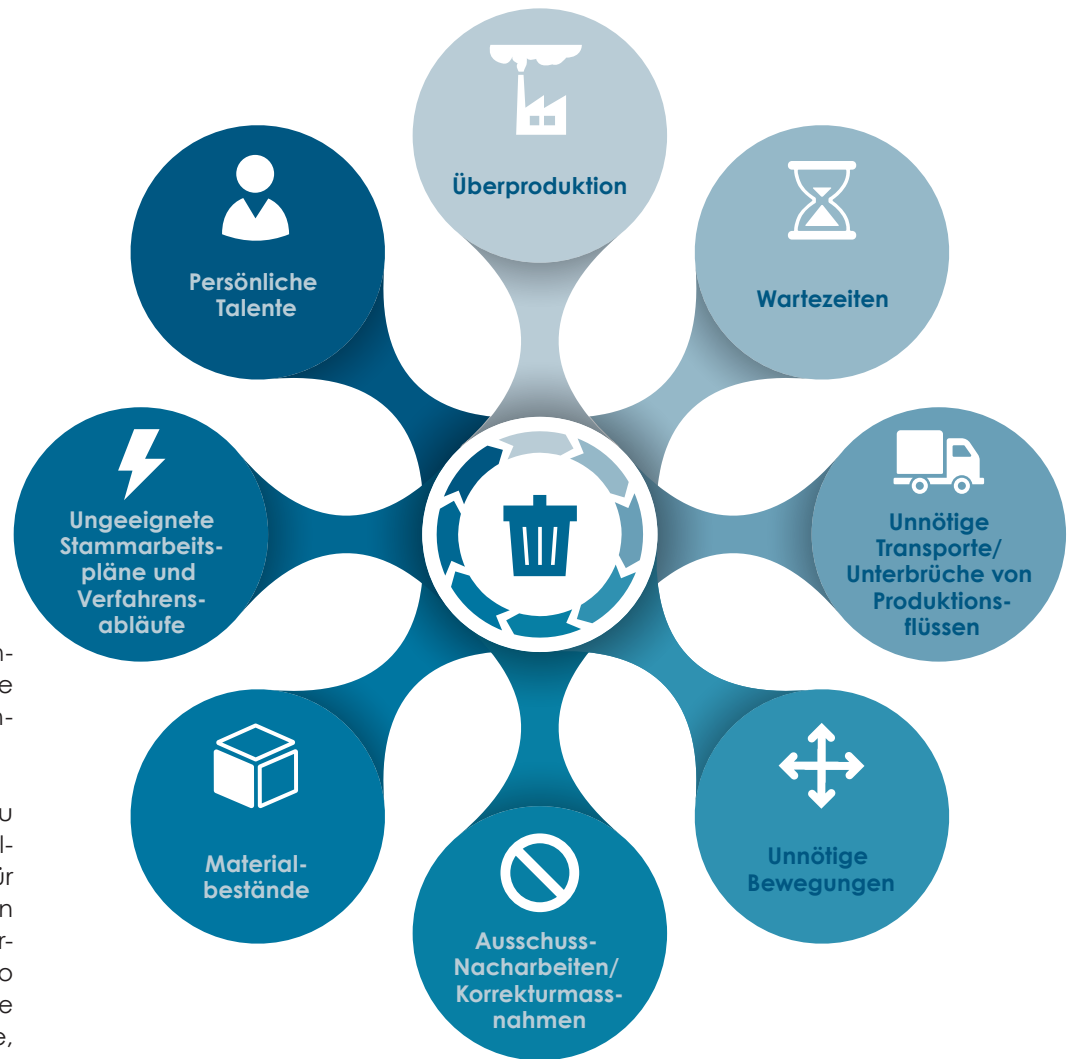 Überproduktion
Wartezeiten
Unnötige
Transporte/
Unterbrüche von
Produktions-
flüssen
Unnötige
Bewegungen
Ausschuss-
Nacharbeiten/
Korrekturmass-
nahmen
Material-
bestände
Ungeeignete
Stammarbeits-
pläne und
Verfahrens-
abläufe
Persönliche
Talente